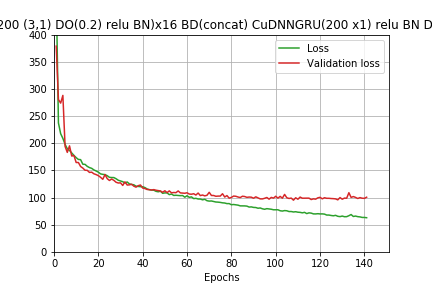 200 (3,1) DO(0.2) relu BN)x16 BD(concat) CuDNNGRU(200 x1) relu BN D
400
350
300
250
200
150
100
50
0
Loss
Validation loss
0 20 40 60 80 100 120 140
Epochs